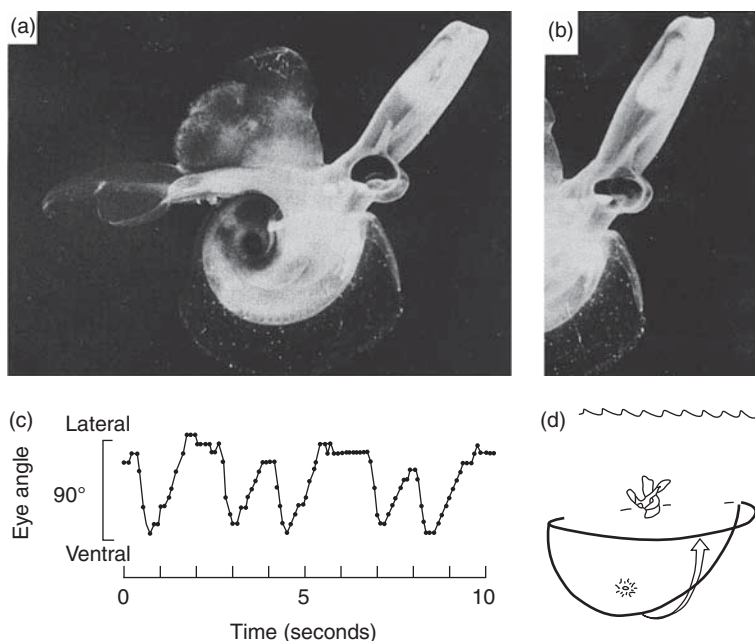 (a)
(b)
(c)
Lateral
Eye angle
90°
Ventral
0
5
10
Time (seconds)
(d)